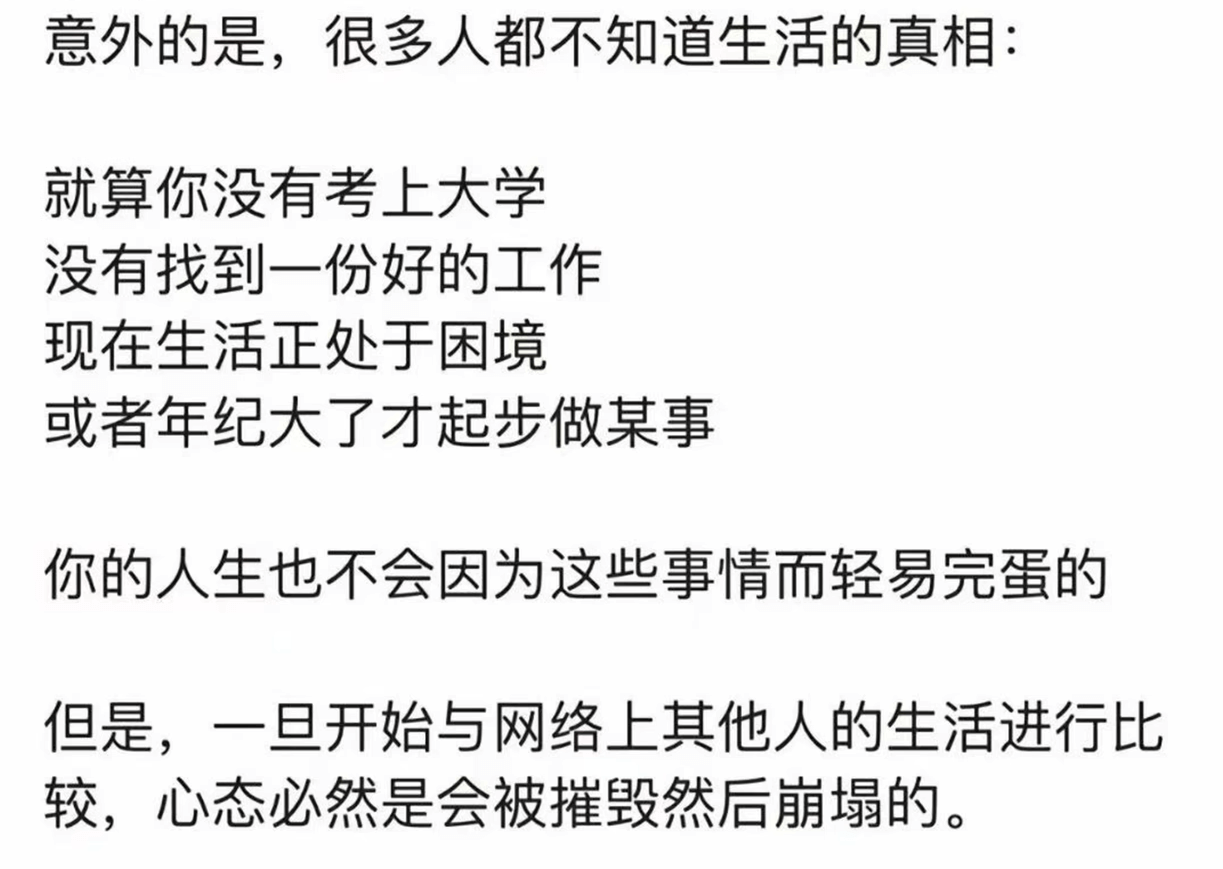 意外的是，很多人都不知道生活的真相：
就算你没有考上大学
没有找到一份好的工作
现在生活正处于困境
或者年纪大了才起步做某事
你的人生也不会因为这些事情而轻易完蛋的
但是，一旦开始与网络上其他人的生活进行比
较，心态必然是会被摧毁然后崩塌的。